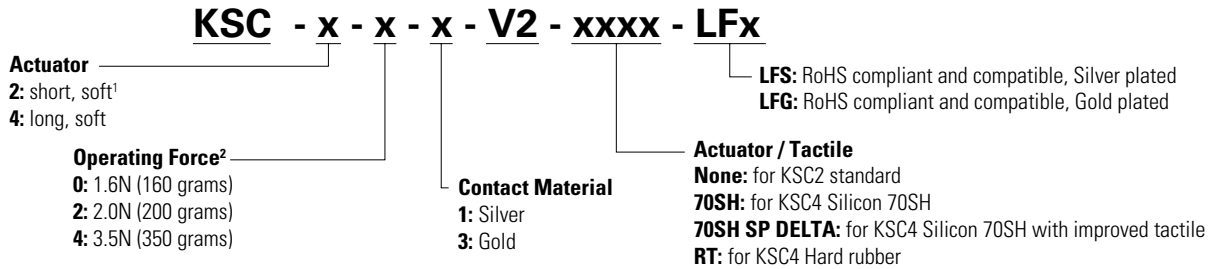 KSC - x - x - x - V2 - xxxx - LFx
Actuator
2: short, soft1
4: long, soft
LFS: RoHS compliant and compatible, Silver plated
LFG: RoHS compliant and compatible, Gold plated
Operating Force2
0: 1.6N (160 grams)
2: 2.0N (200 grams)
4: 3.5N (350 grams)
Contact Material
1: Silver
3: Gold
Actuator / Tactile
None: for KSC2 standard
70SH: for KSC4 Silicon 70SH
70SH SP DELTA: for KSC4 Silicon 70SH with improved tactile
RT: for KSC4 Hard rubber